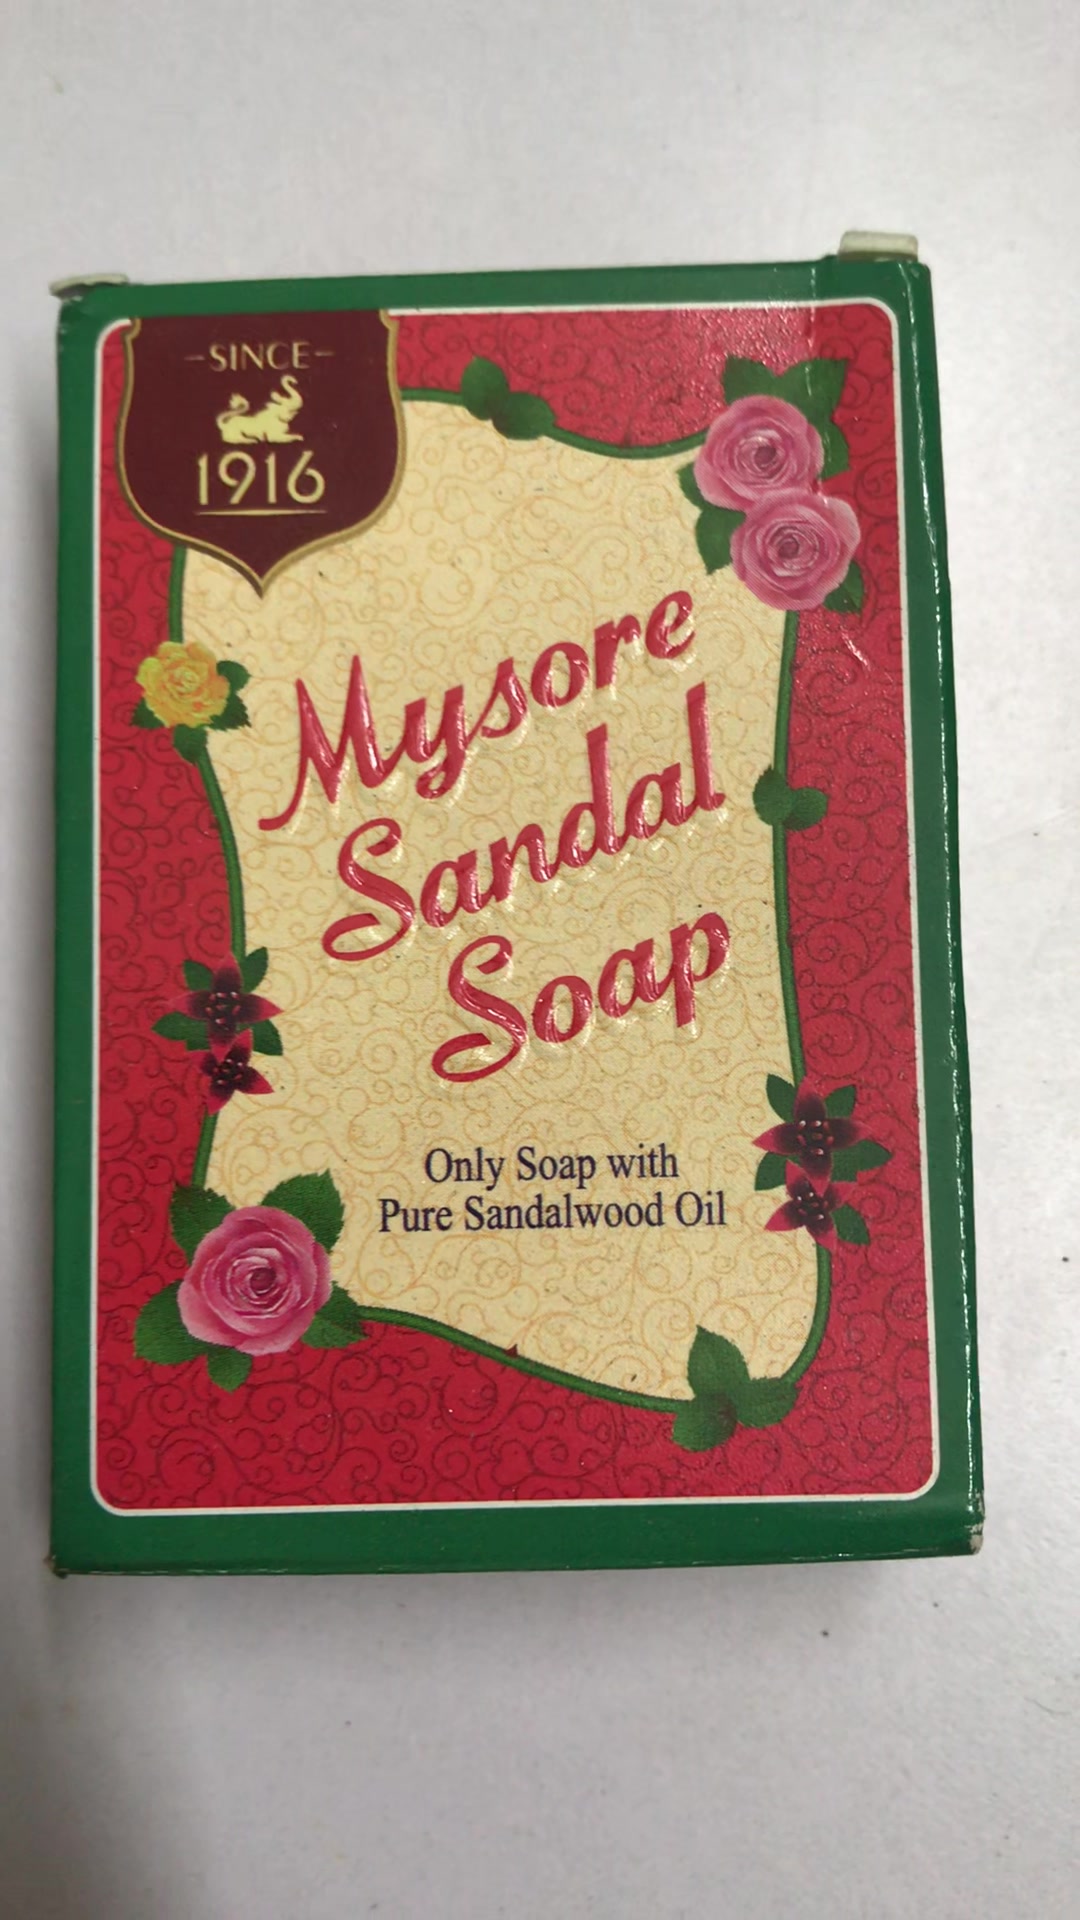 -SINCE-
1916
Mysore
Sandal
Soap
Only Soap with
Pure Sandalwood Oil